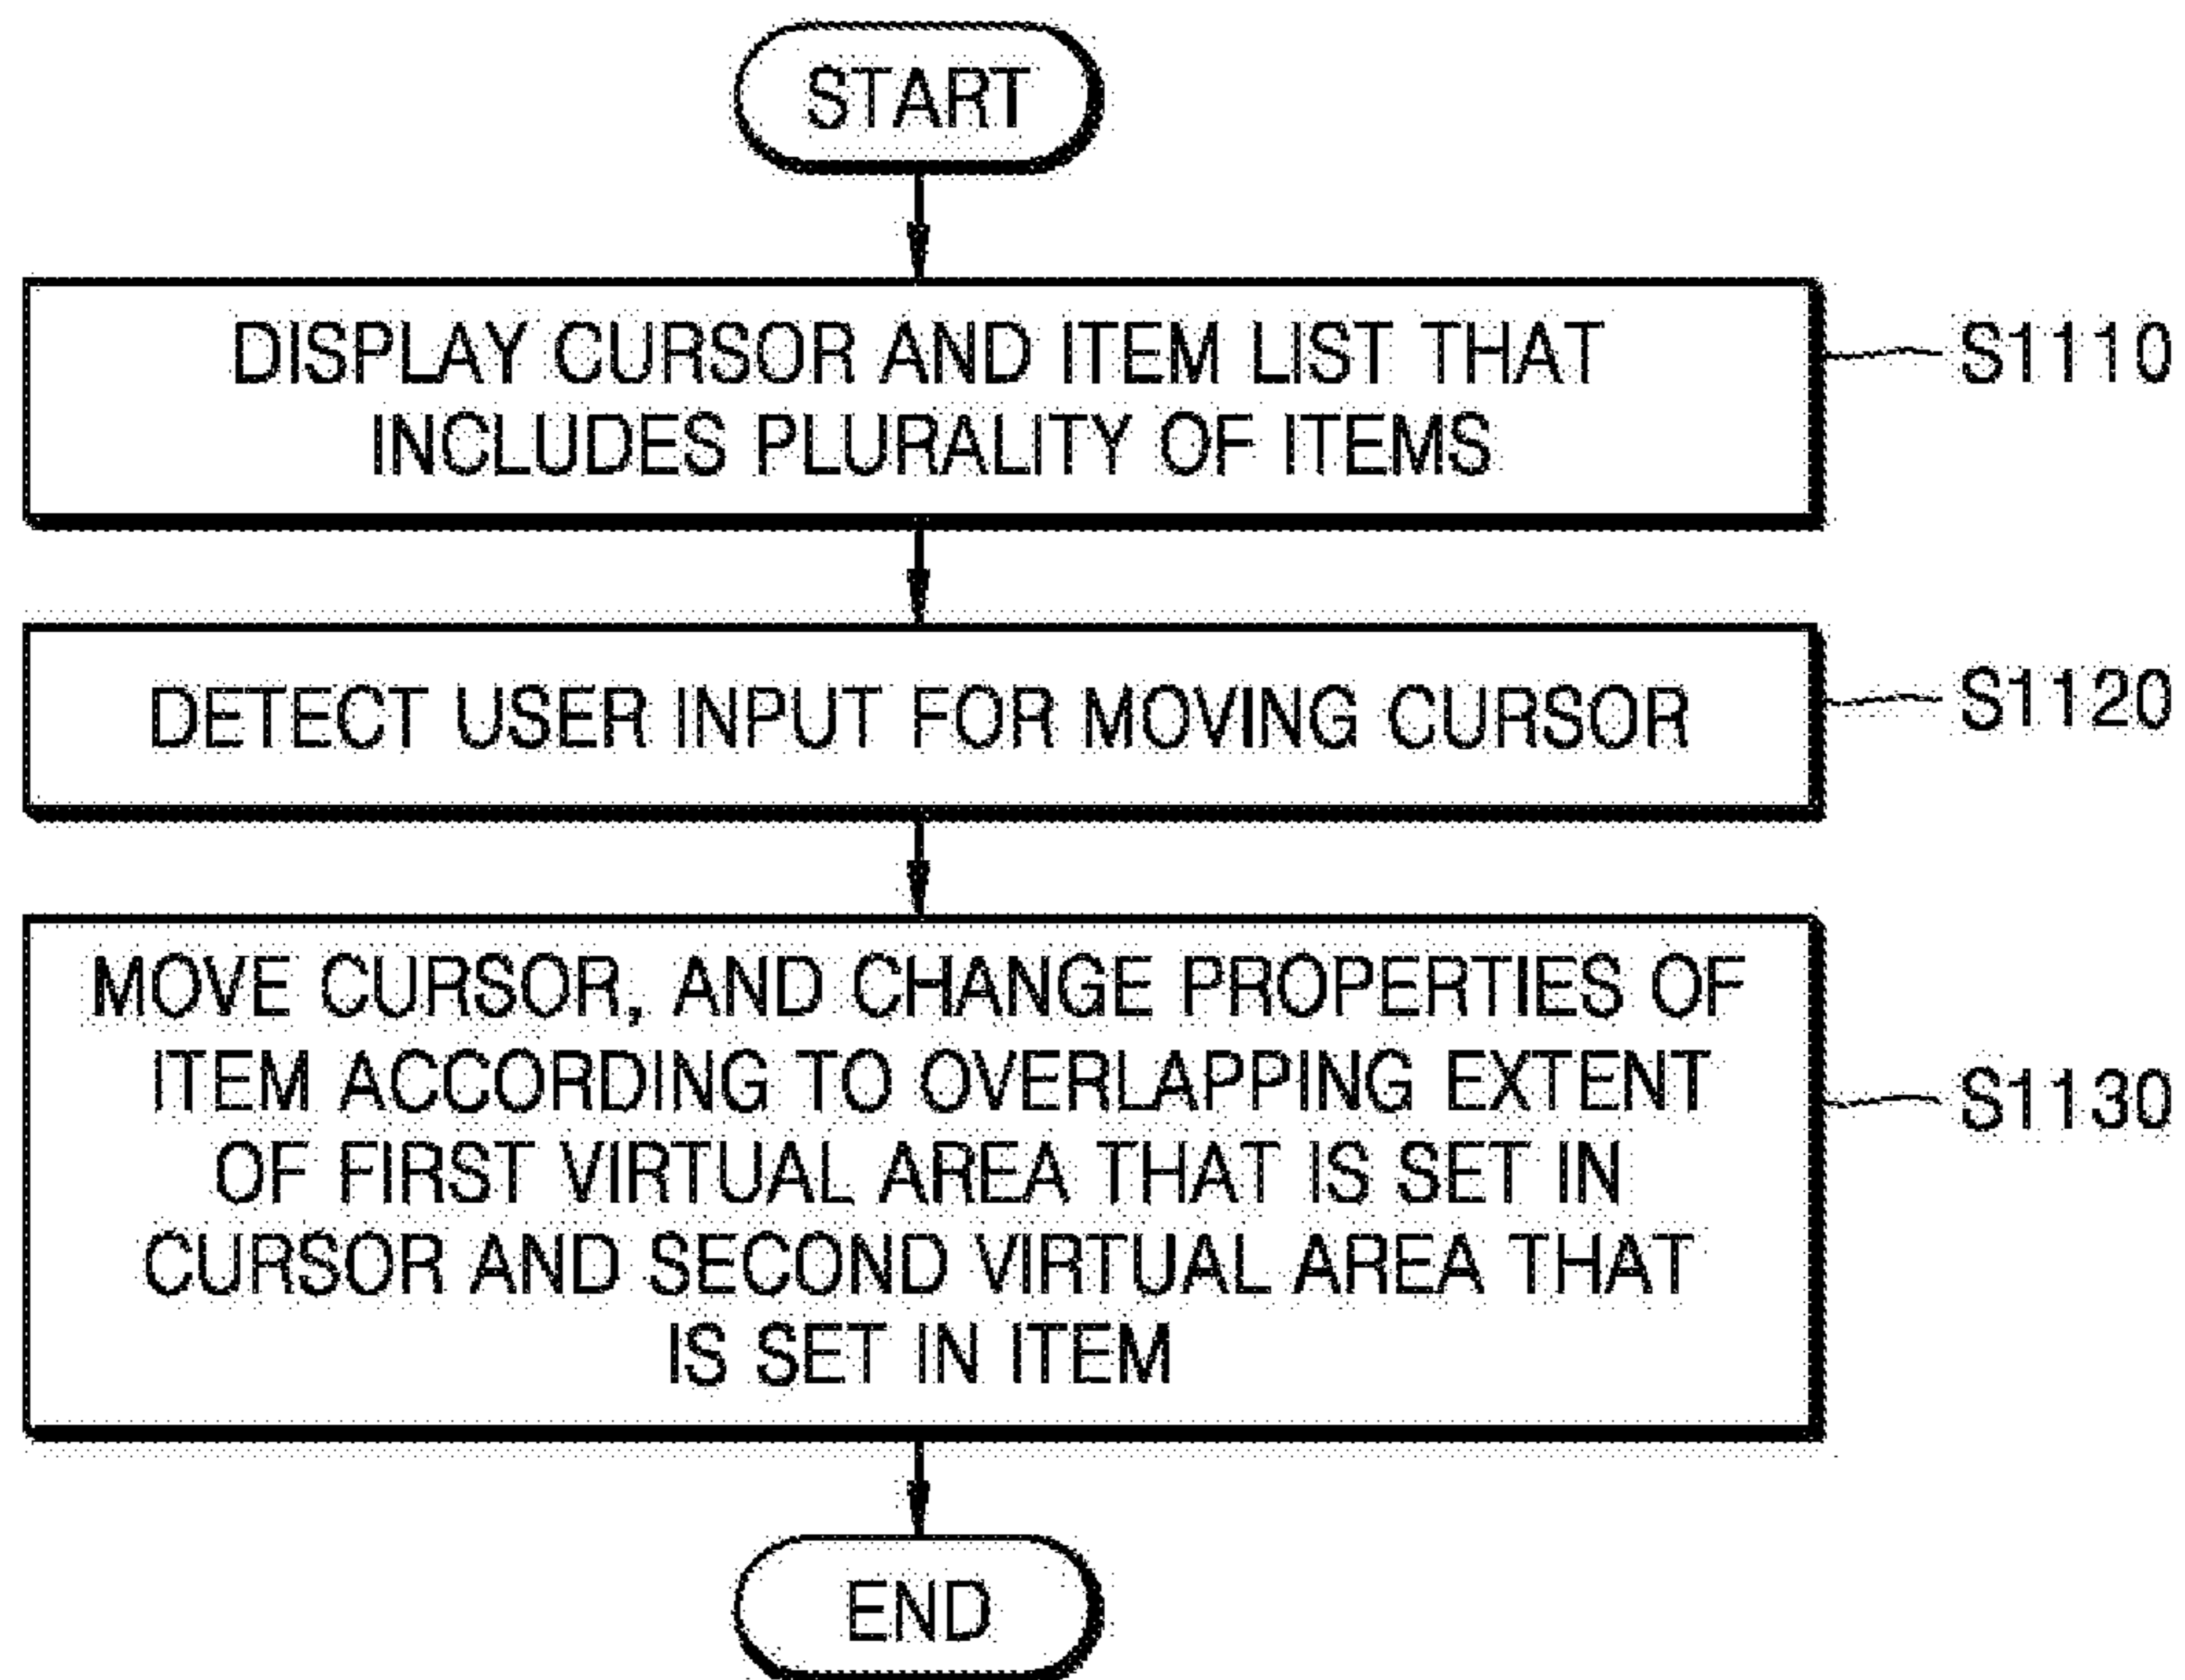 START
DISPLAY CURSOR AND ITEM LIST THAT
INCLUDES PLURALITY OF ITEMS
S1110
DETECT USER INPUT FOR MOVING CURSOR
S1120
MOVE CURSOR, AND CHANGE PROPERTIES OF
ITEM ACCORDING TO OVERLAPPING EXTENT
OF FIRST VIRTUAL AREA THAT IS SET IN
CURSOR AND SECOND VIRTUAL AREA THAT
IS SET IN ITEM
S1130
END